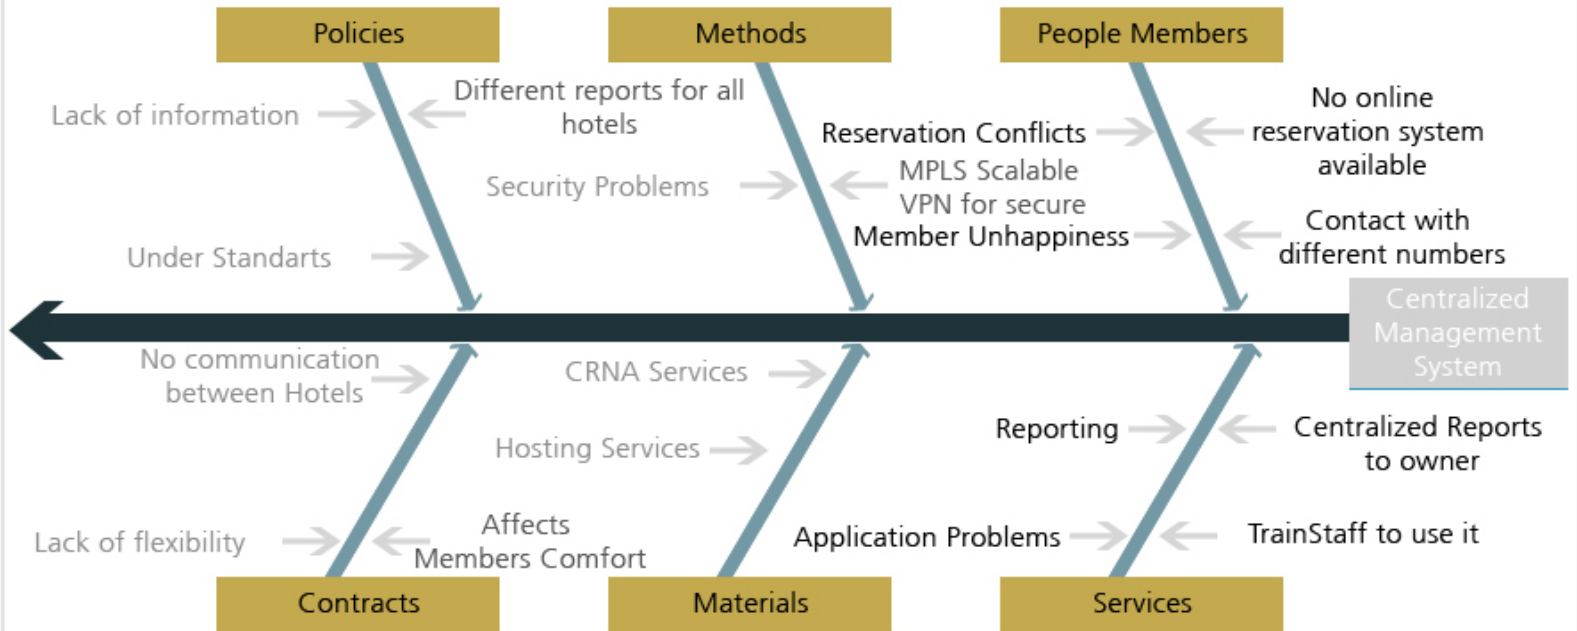 Policies
Methods
People Members
Lack of information
Different reports for all
hotels
Under Standarts
Security Problems
MPLS Scalable
VPN for secure
Reservation Conflicts
Member Unhappiness
No online
reservation system
available
Contact with
different numbers
Centralized
Management
System
No communication
between Hotels
Lack of flexibility
Affects
Members Comfort
CRNA Services
Hosting Services
Reporting
Application Problems
Centralized Reports
to owner
TrainStaff to use it
Contracts
Materials
Services